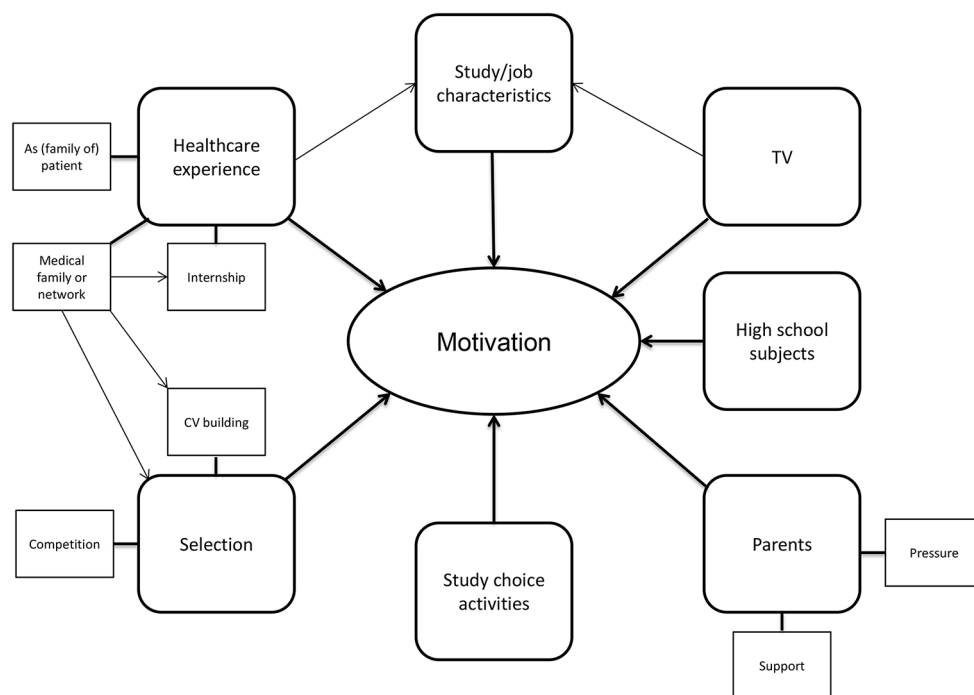 Study/job
characteristics
Healthcare
experience
As (family of)
patient
TV
Medical
family or
network
Internship
Motivation
High school
subjects
CV building
Competition
Selection
Study choice
activities
Parents
Pressure
Support